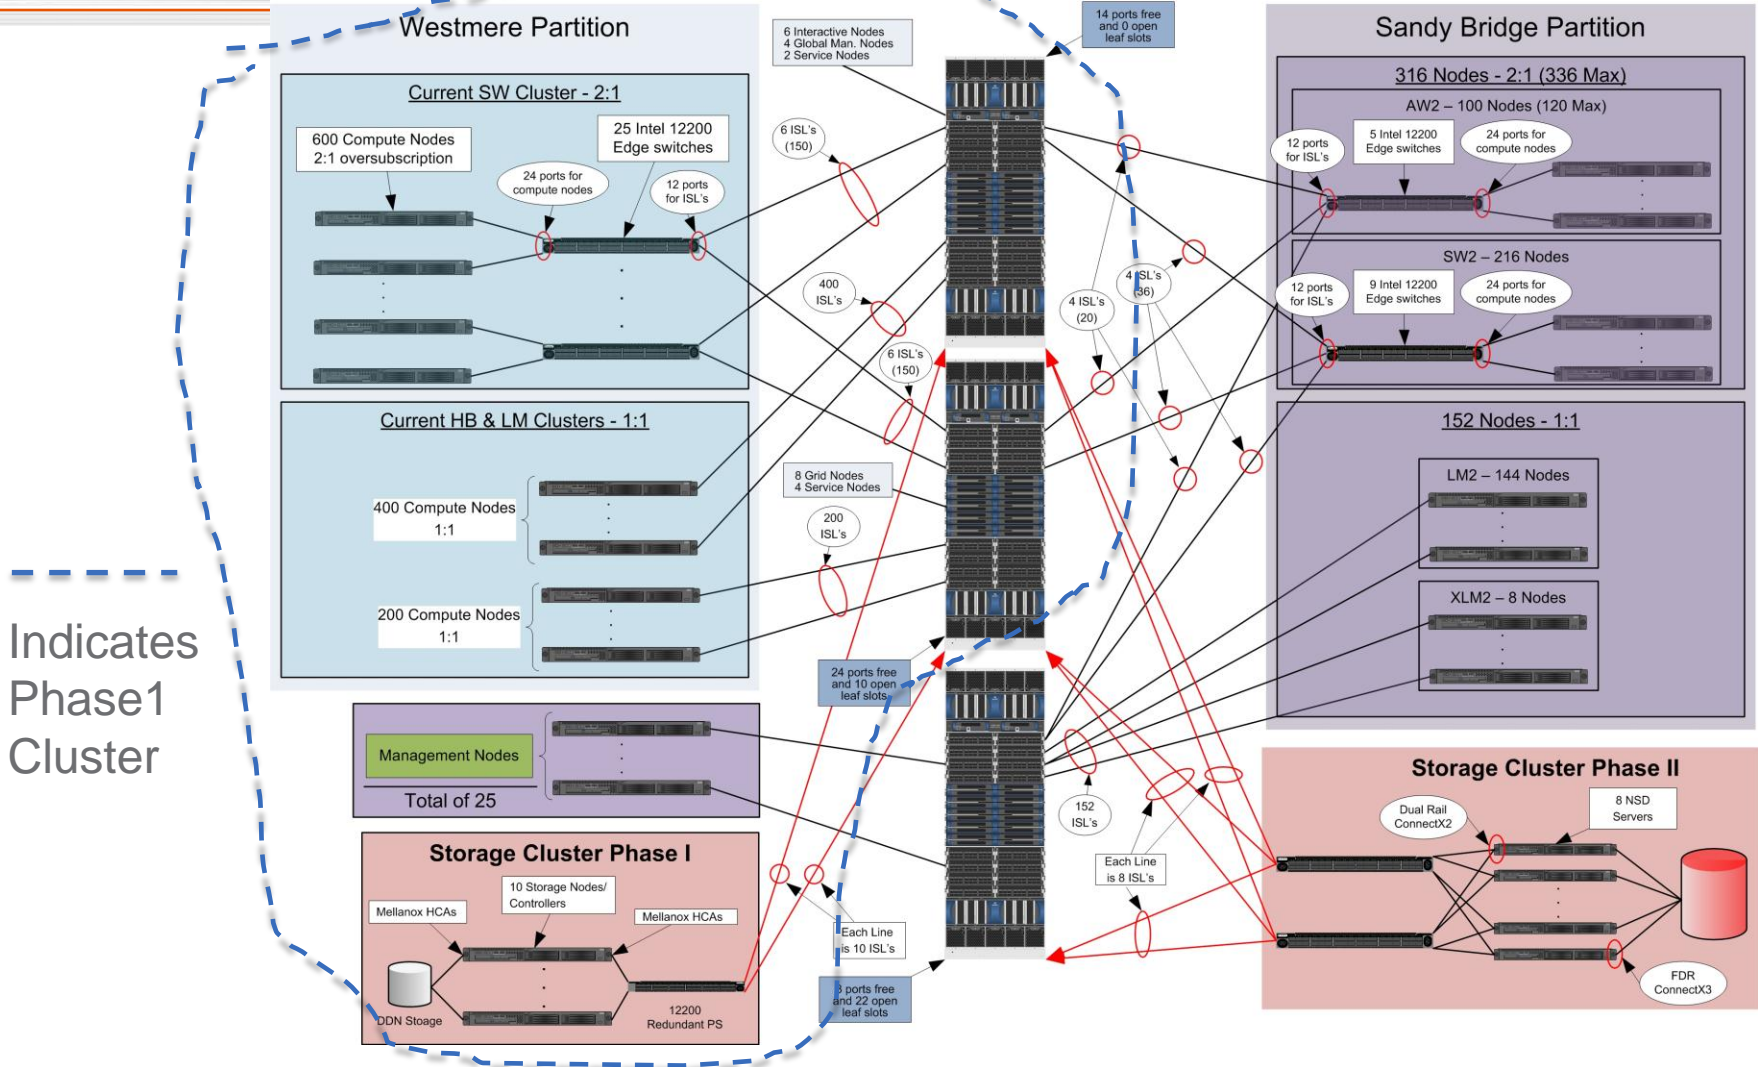 Westmere Partition
Current SW Cluster - 2:1
600 Compute Nodes
2:1 oversubscription
24 ports for
compute nodes
25 Intel 12200
Edge switches
12 ports
for ISL's
Current HB & LM Clusters - 1:1
400 Compute Nodes
1:1
200 Compute Nodes
1:1
Indicates
Phase1
Cluster
Management Nodes
Total of 25
Storage Cluster Phase I
Mellanox HCAs
10 Storage Nodes/
Controllers
Mellanox HCAs
DDN Stoage
12200
Redundant PS
6 Interactive Nodes
4 Global Man. Nodes
2 Service Nodes
14 ports free
and 0 open
leaf slots
6 ISL's
(150)
400
ISL's
6 ISL's
(150)
8 Grid Nodes
4 Service Nodes
200
ISL's
24 ports free
and 10 open
leaf slots
Each Line
is 10 ISL's
ports free
and 22 open
leaf slots
4 ISL's
(20)
4 ISL's
(36)
152
ISL's
Each Line
is 8 ISL's
Sandy Bridge Partition
316 Nodes - 2:1 (336 Max)
AW2 – 100 Nodes (120 Max)
12 ports
for ISL's
5 Intel 12200
Edge switches
24 ports for
compute nodes
SW2 – 216 Nodes
12 ports
for ISL's
9 Intel 12200
Edge switches
24 ports for
compute nodes
152 Nodes - 1:1
LM2 – 144 Nodes
XLM2 – 8 Nodes
Storage Cluster Phase II
Dual Rail
ConnectX2
8 NSD
Servers
FDR
ConnectX3